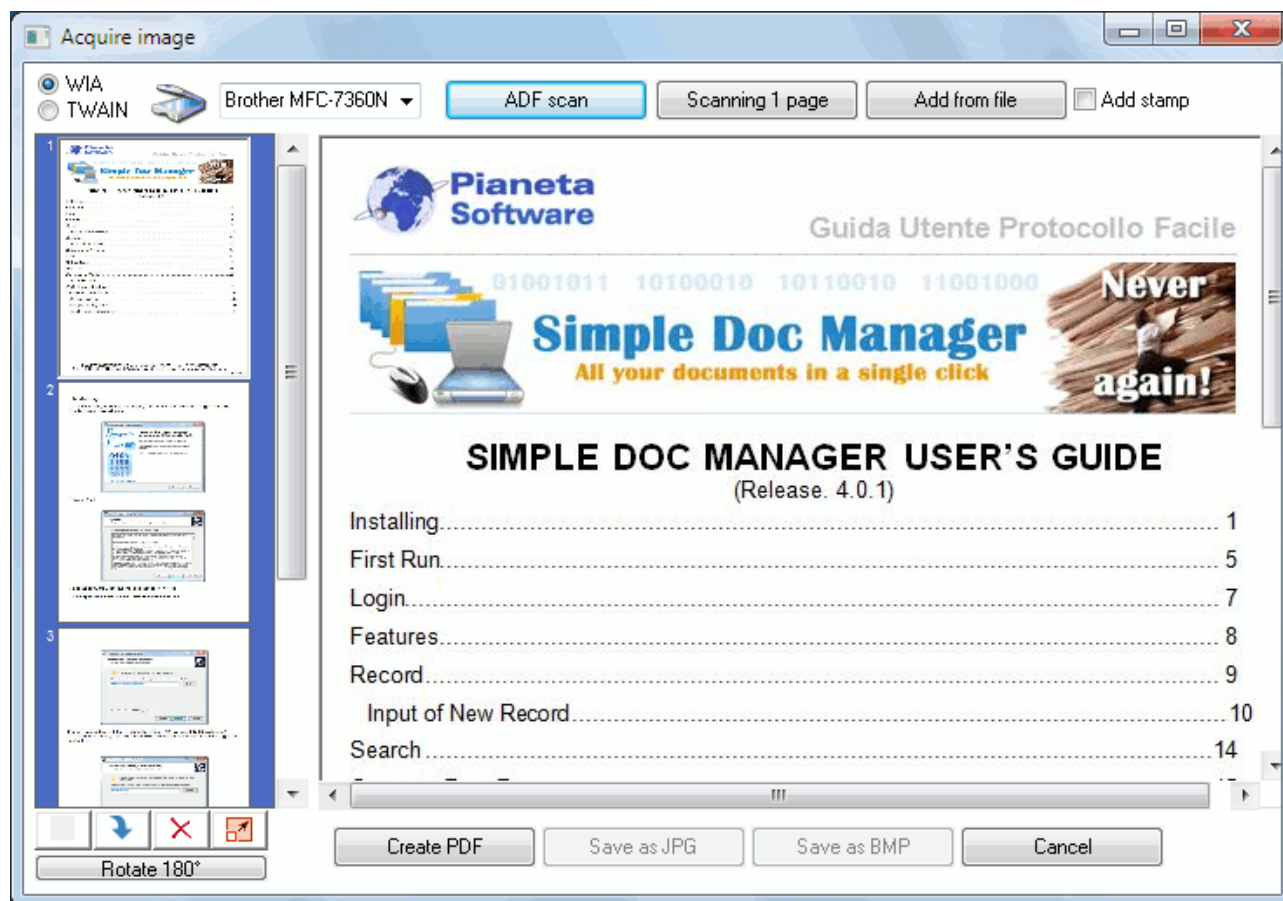 Acquire image
WIA
TWAIN
Brother MFC-7360N
ADF scan
Scanning 1 page
Add from file
Add stamp
1
2
3
Pianeta
Software
Guida Utente Protocollo Facile
01001011 10100010 10110010 11001000
Simple Doc Manager
All your documents in a single click
Never
again!
SIMPLE DOC MANAGER USER'S GUIDE
(Release. 4.0.1)
Installing 1
First Run 5
Login 7
Features 8
Record 9
Input of New Record 10
Search 14
Rotate 180°
Create PDF
Save as JPG
Save as BMP
Cancel